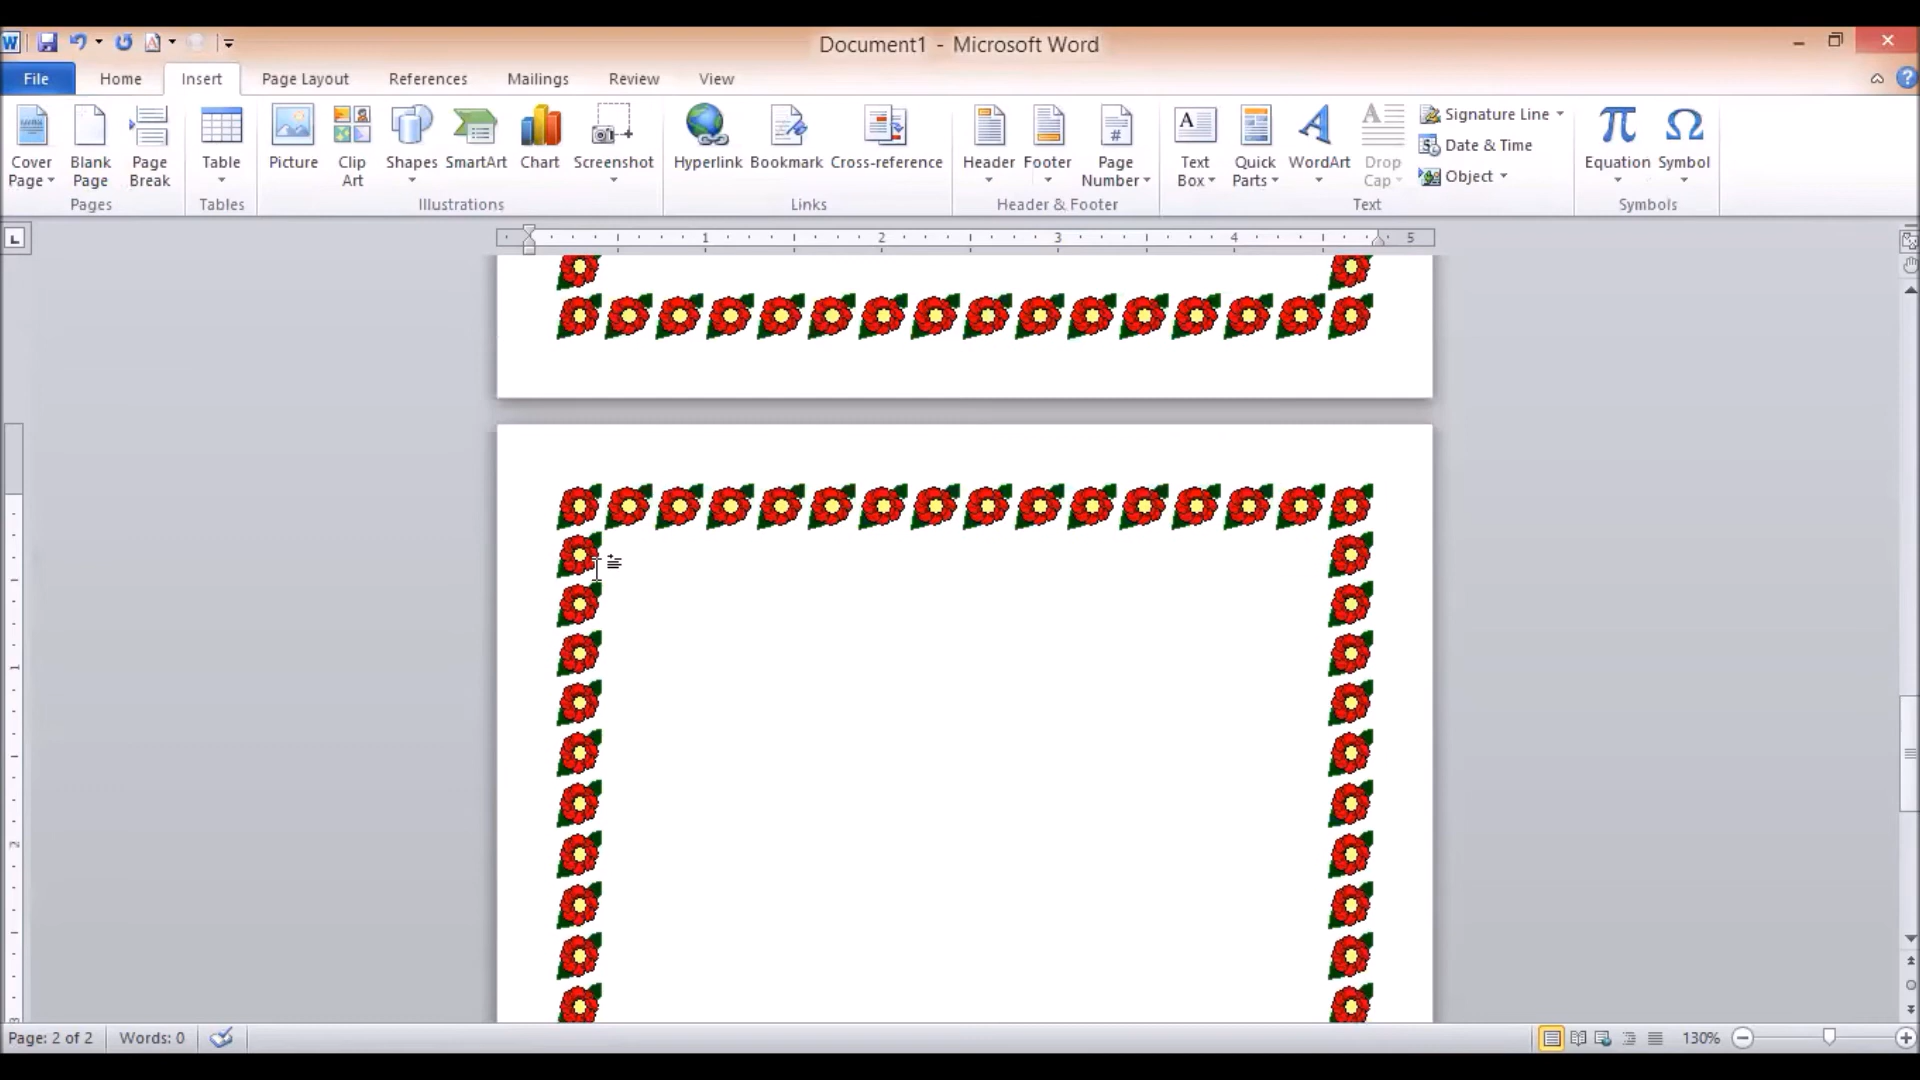 Document1 - Microsoft Word
File Home Insert Page Layout References Mailings Review View
Cover Page
Blank Page
Page Break
Table
Picture
Clip Art
Shapes
SmartArt
Chart
Screenshot
Hyperlink
Bookmark
Cross-reference
Header
Footer
Page Number
Text Box
Quick Parts
WordArt
Drop Cap
Signature Line
Date & Time
Object
Equation
Symbol
Pages
Tables
Illustrations
Links
Header & Footer
Text
Symbols
L
1 2 3 4 5
1
2
Page: 2 of 2
Words: 0
130%